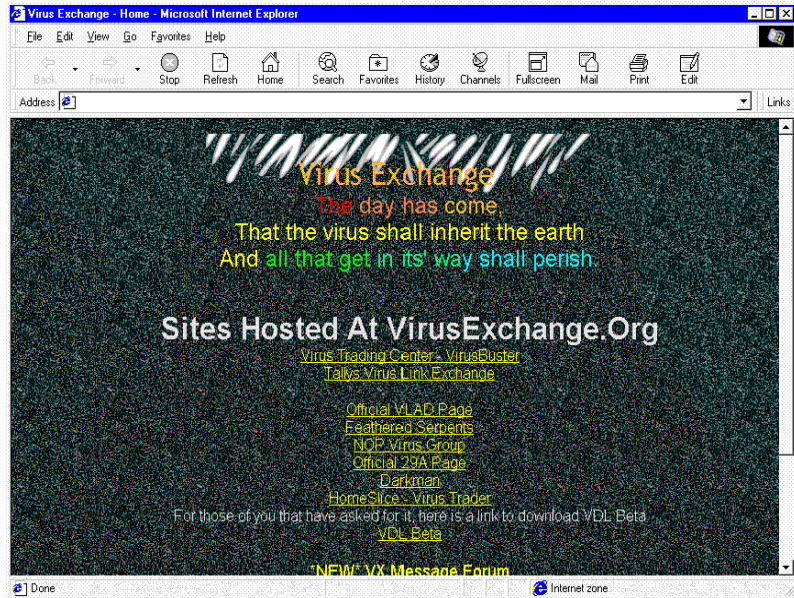 Virus Exchange - Home - Microsoft Internet Explorer
File Edit View Go Favorites Help
Back Forward Stop Refresh Home Search Favorites History Channels Fullscreen Mail Print Edit
Address Links
Virus Exchange
The day has come,
That the virus shall inherit the earth
And all that get in its' way shall perish.
Sites Hosted At VirusExchange.Org
Virus Trading Center - VirusBuster
Tallys Virus Link Exchange
Official VLAD Page
Feathered Serpents
NOP Virus Group
Official 29A Page
Darkman
HomeSlice - Virus Trader
For those of you that have asked for it, here is a link to download VDL Beta
VDL Beta
*NEW* VX Message Forum
Done Internet zone